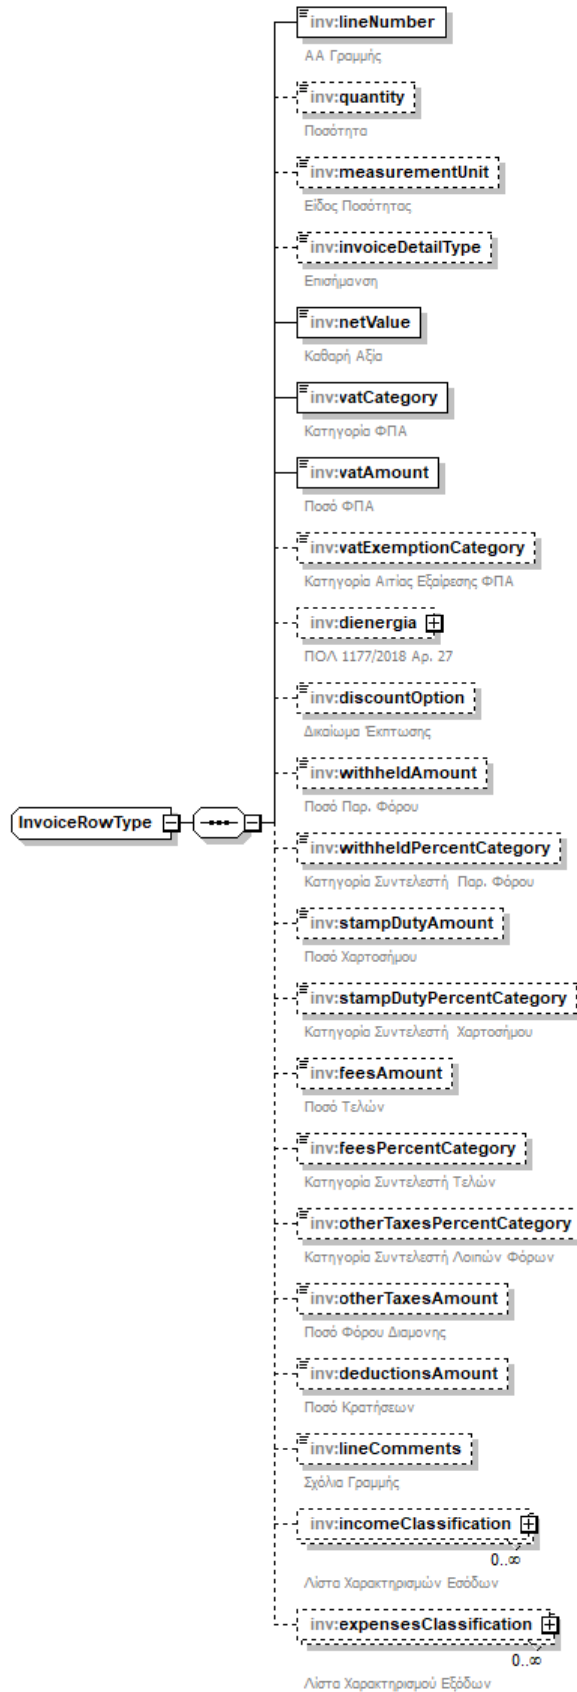 inv:lineNumber
ΑΑ Γραμμής
inv:quantity
Ποσότητα
inv:measurementUnit
Είδος Ποσότητας
inv:invoiceDetailType
Επισήμανση
inv:netValue
Καθαρή Αξία
inv:vatCategory
Κατηγορία ΦΠΑ
inv:vatAmount
Ποσό ΦΠΑ
inv:vatExemptionCategory
Κατηγορία Αιτίας Εξαίρεσης ΦΠΑ
inv:dienergia
ΠΟΛ 1177/2018 Αρ. 27
inv:discountOption
Δικαίωμα Έκπτωσης
inv:withheldAmount
Ποσό Παρ. Φόρου
InvoiceRowType
inv:withheldPercentCategory
Κατηγορία Συντελεστή Παρ. Φόρου
inv:stampDutyAmount
Ποσό Χαρτοσήμου
inv:stampDutyPercentCategory
Κατηγορία Συντελεστή Χαρτοσήμου
inv:feesAmount
Ποσό Τελών
inv:feesPercentCategory
Κατηγορία Συντελεστή Τελών
inv:otherTaxesPercentCategory
Κατηγορία Συντελεστή Λοιπών Φόρων
inv:otherTaxesAmount
Ποσό Φόρου Διαμονης
inv:deductionsAmount
Ποσό Κρατήσεων
inv:lineComments
Σχόλια Γραμμής
inv:incomeClassification
0..∞
Λίστα Χαρακτηρισμών Εσόδων
inv:expensesClassification
0..∞
Λίστα Χαρακτηρισμού Εξόδων